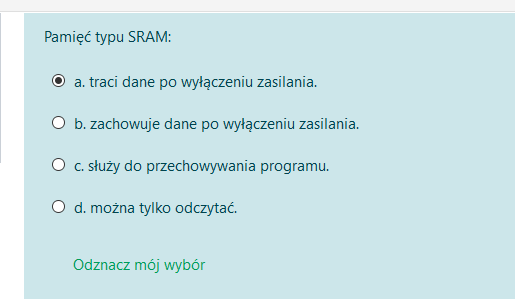 Pamięć typu SRAM:
a. traci dane po wyłączeniu zasilania.
b. zachowuje dane po wyłączeniu zasilania.
c. służy do przechowywania programu.
d. można tylko odczytać.
Odznacz mój wybór